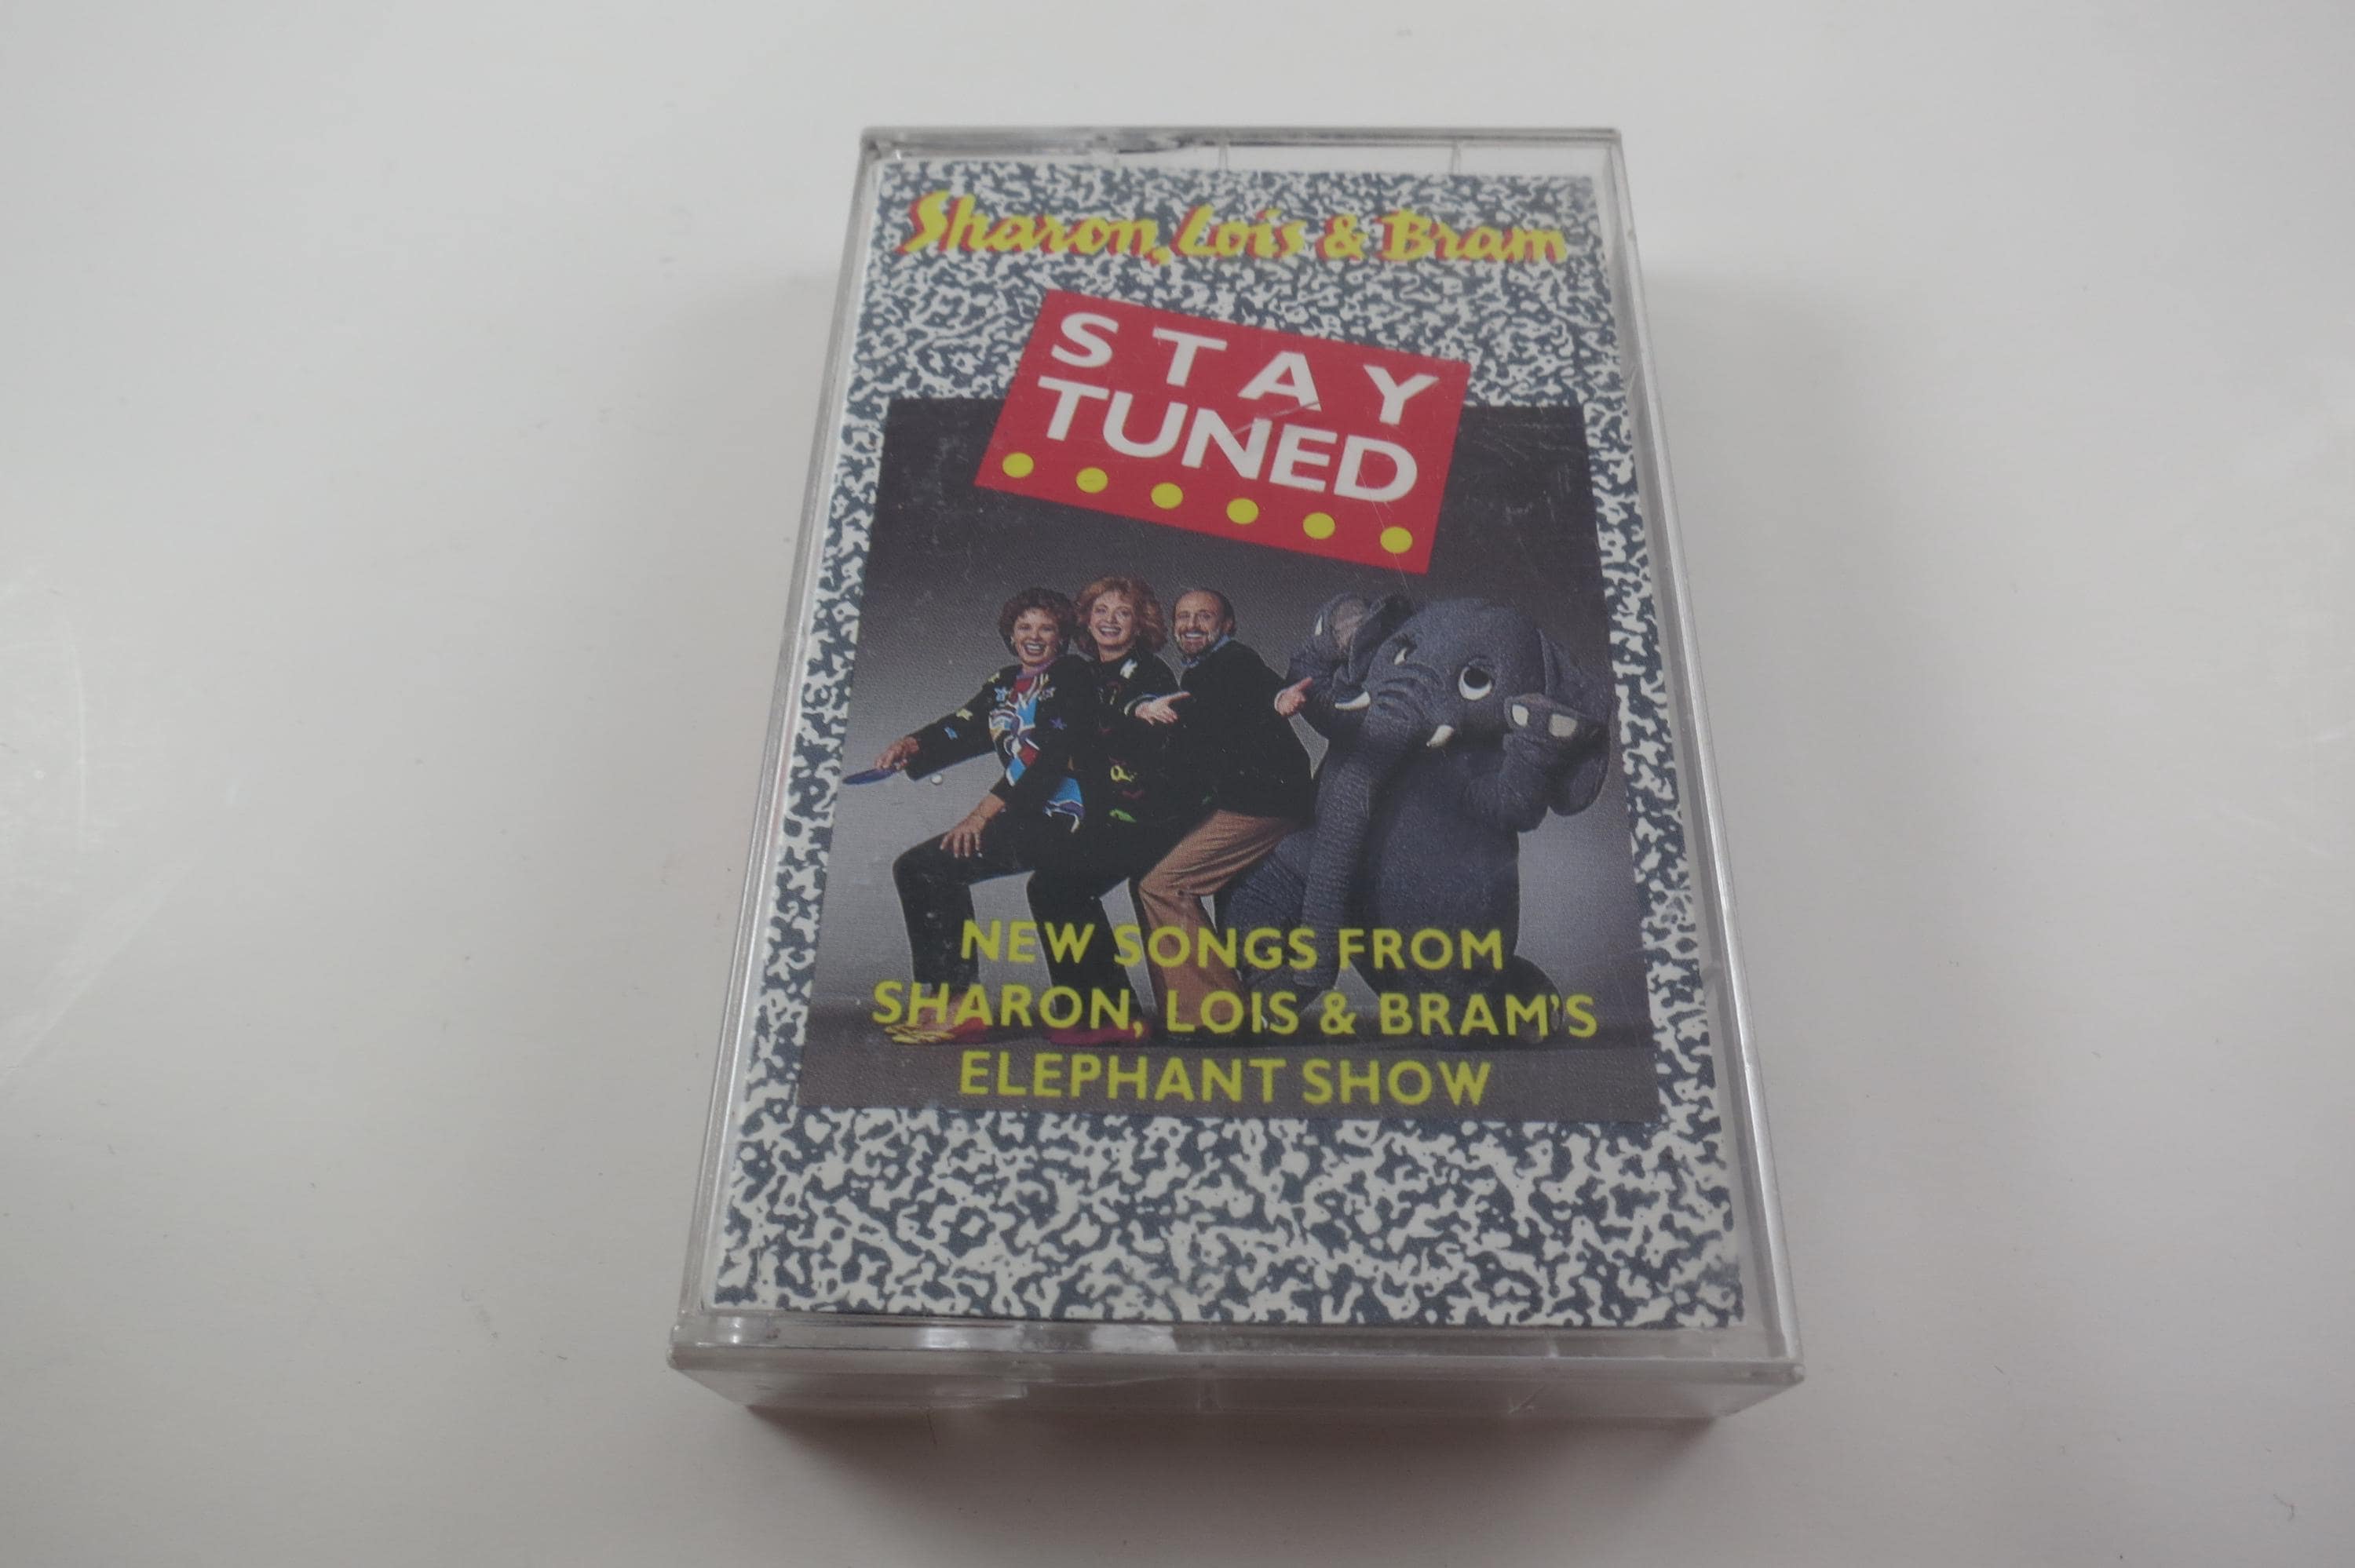 Sharon, Lois & Bram
STAY
TUNED
NEW SONGS FROM
SHARON, LOIS & BRAM'S
ELEPHANT SHOW